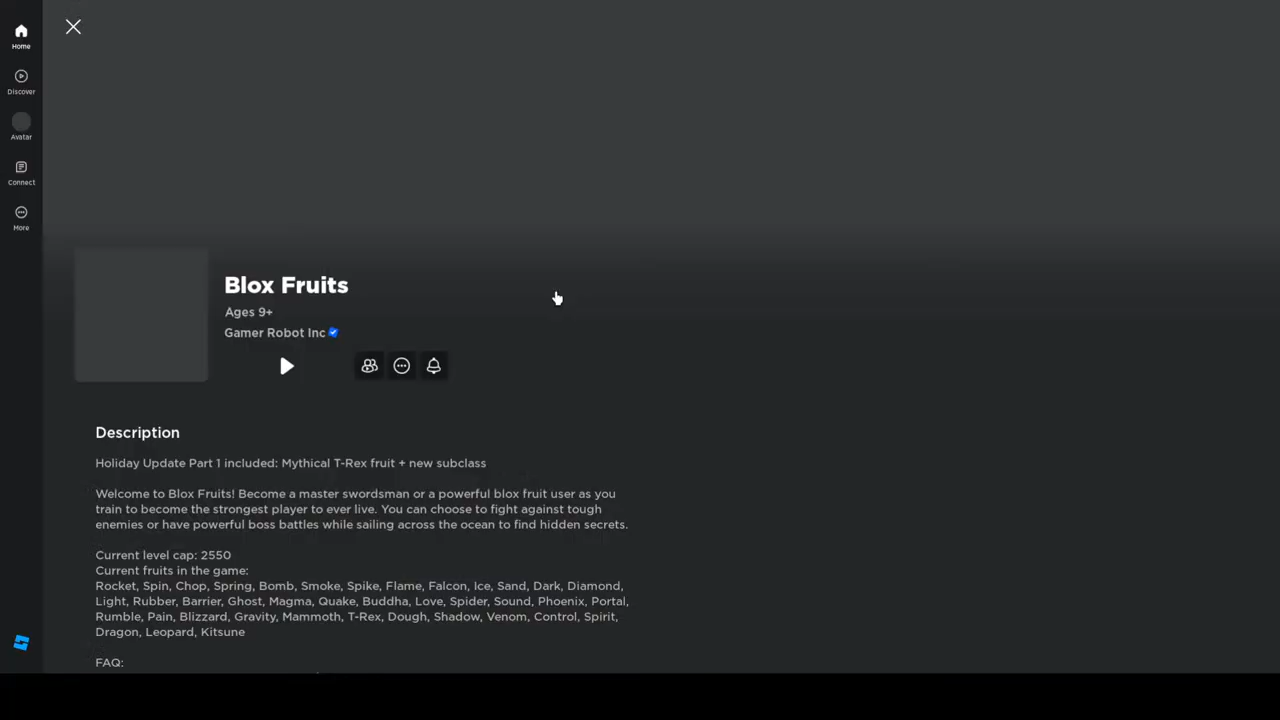 Home
Discover
Avatar
Connect
More
Blox Fruits
Ages 9+
Gamer Robot Inc
Description
Holiday Update Part 1 included: Mythical T-Rex fruit + new subclass
Welcome to Blox Fruits! Become a master swordsman or a powerful blox fruit user as you
train to become the strongest player to ever live. You can choose to fight against tough
enemies or have powerful boss battles while sailing across the ocean to find hidden secrets.
Current level cap: 2550
Current fruits in the game:
Rocket, Spin, Chop, Spring, Bomb, Smoke, Spike, Flame, Falcon, Ice, Sand, Dark, Diamond,
Light, Rubber, Barrier, Ghost, Magma, Quake, Buddha, Love, Spider, Sound, Phoenix, Portal,
Rumble, Pain, Blizzard, Gravity, Mammoth, T-Rex, Dough, Shadow, Venom, Control, Spirit,
Dragon, Leopard, Kitsune
FAQ: